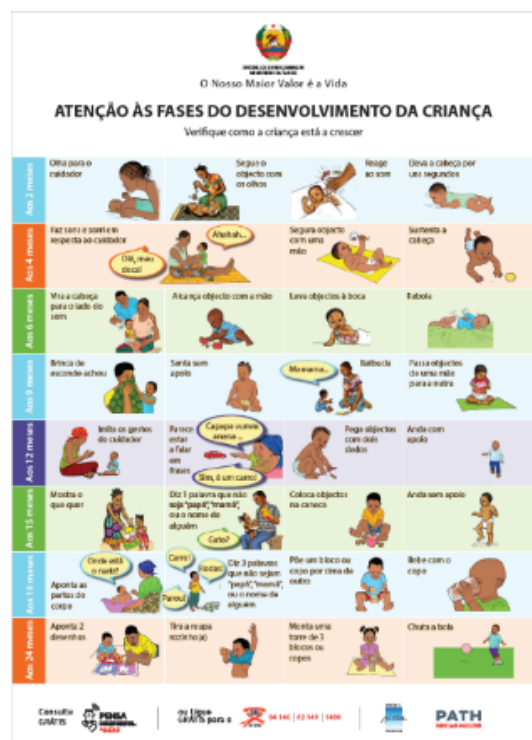 O Nosso Maior Valor é a Vida
ATENÇÃO ÀS FASES DO DESENVOLVIMENTO DA CRIANÇA
Verifique como a criança está a crescer
Aos 2 meses
Olha para o
cuidador
Segue o
objecto com
os olhos
Reage
ao som
Eleva a cabeça por
uns segundos
Aos 4 meses
Faz sons e sorri em
resposta ao cuidador
Olá, meu
doce!
Ahahah...
Segura objecto
com uma
mão
Sustenta a
cabeça
Aos 6 meses
Vira a cabeça
para o lado do
som
Alcança objecto com a mão
Leva objectos à boca
Rebola
Aos 9 meses
Brinca de
esconde-achou
Senta sem
apoio
Mamama...
Balbucia
Passa objectos
de uma mão
para a outra
Aos 12 meses
Imita os gestos
do cuidador
Parece
estar
a falar
em
frases
Sim, é um carro!
Pega objectos
com dois
dedos
Anda com
apoio
Aos 15 meses
Mostra o
que quer
Diz 1 palavra que não
seja "papá", "mamá",
ou o nome de
alguém
Gato?
Coloca objectos
na caneca
Anda sem apoio
Aos 18 meses
Onde está
o nariz?
Aponta as
partes do
corpo
Carro!
Parou!
Diz 3 palavras
que não sejam
"papá", "mamá",
ou o nome de
alguém
Põe um bloco ou
copo por cima de
outro
Bebe com o
copo
Aos 24 meses
Aponta 2
desenhos
Tira a roupa
sozinho(a)
Monta uma
torre de 3
blocos ou
copos
Chuta a bola
Consulta
GRÁTIS
PENSA
ou Ligue
GRÁTIS para o
PATH